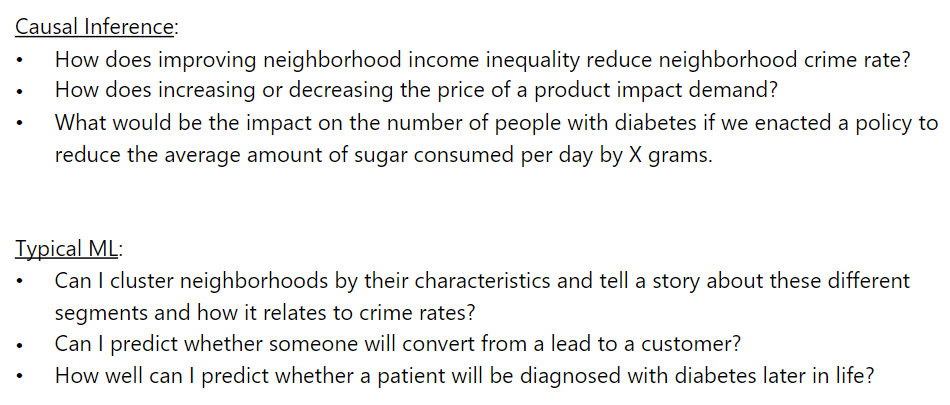 Causal Inference:
• How does improving neighborhood income inequality reduce neighborhood crime rate?
• How does increasing or decreasing the price of a product impact demand?
• What would be the impact on the number of people with diabetes if we enacted a policy to
reduce the average amount of sugar consumed per day by X grams.
Typical ML:
• Can I cluster neighborhoods by their characteristics and tell a story about these different
segments and how it relates to crime rates?
• Can I predict whether someone will convert from a lead to a customer?
• How well can I predict whether a patient will be diagnosed with diabetes later in life?